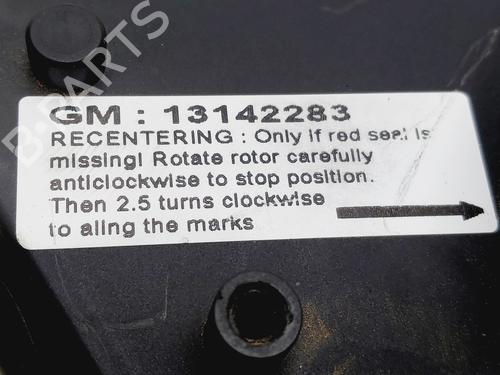 GM : 13142283
RECENTERING : Only if red seal is
missing! Rotate rotor carefully
anticlockwise to stop position.
Then 2.5 turns clockwise
to aling the marks
B-PARTS